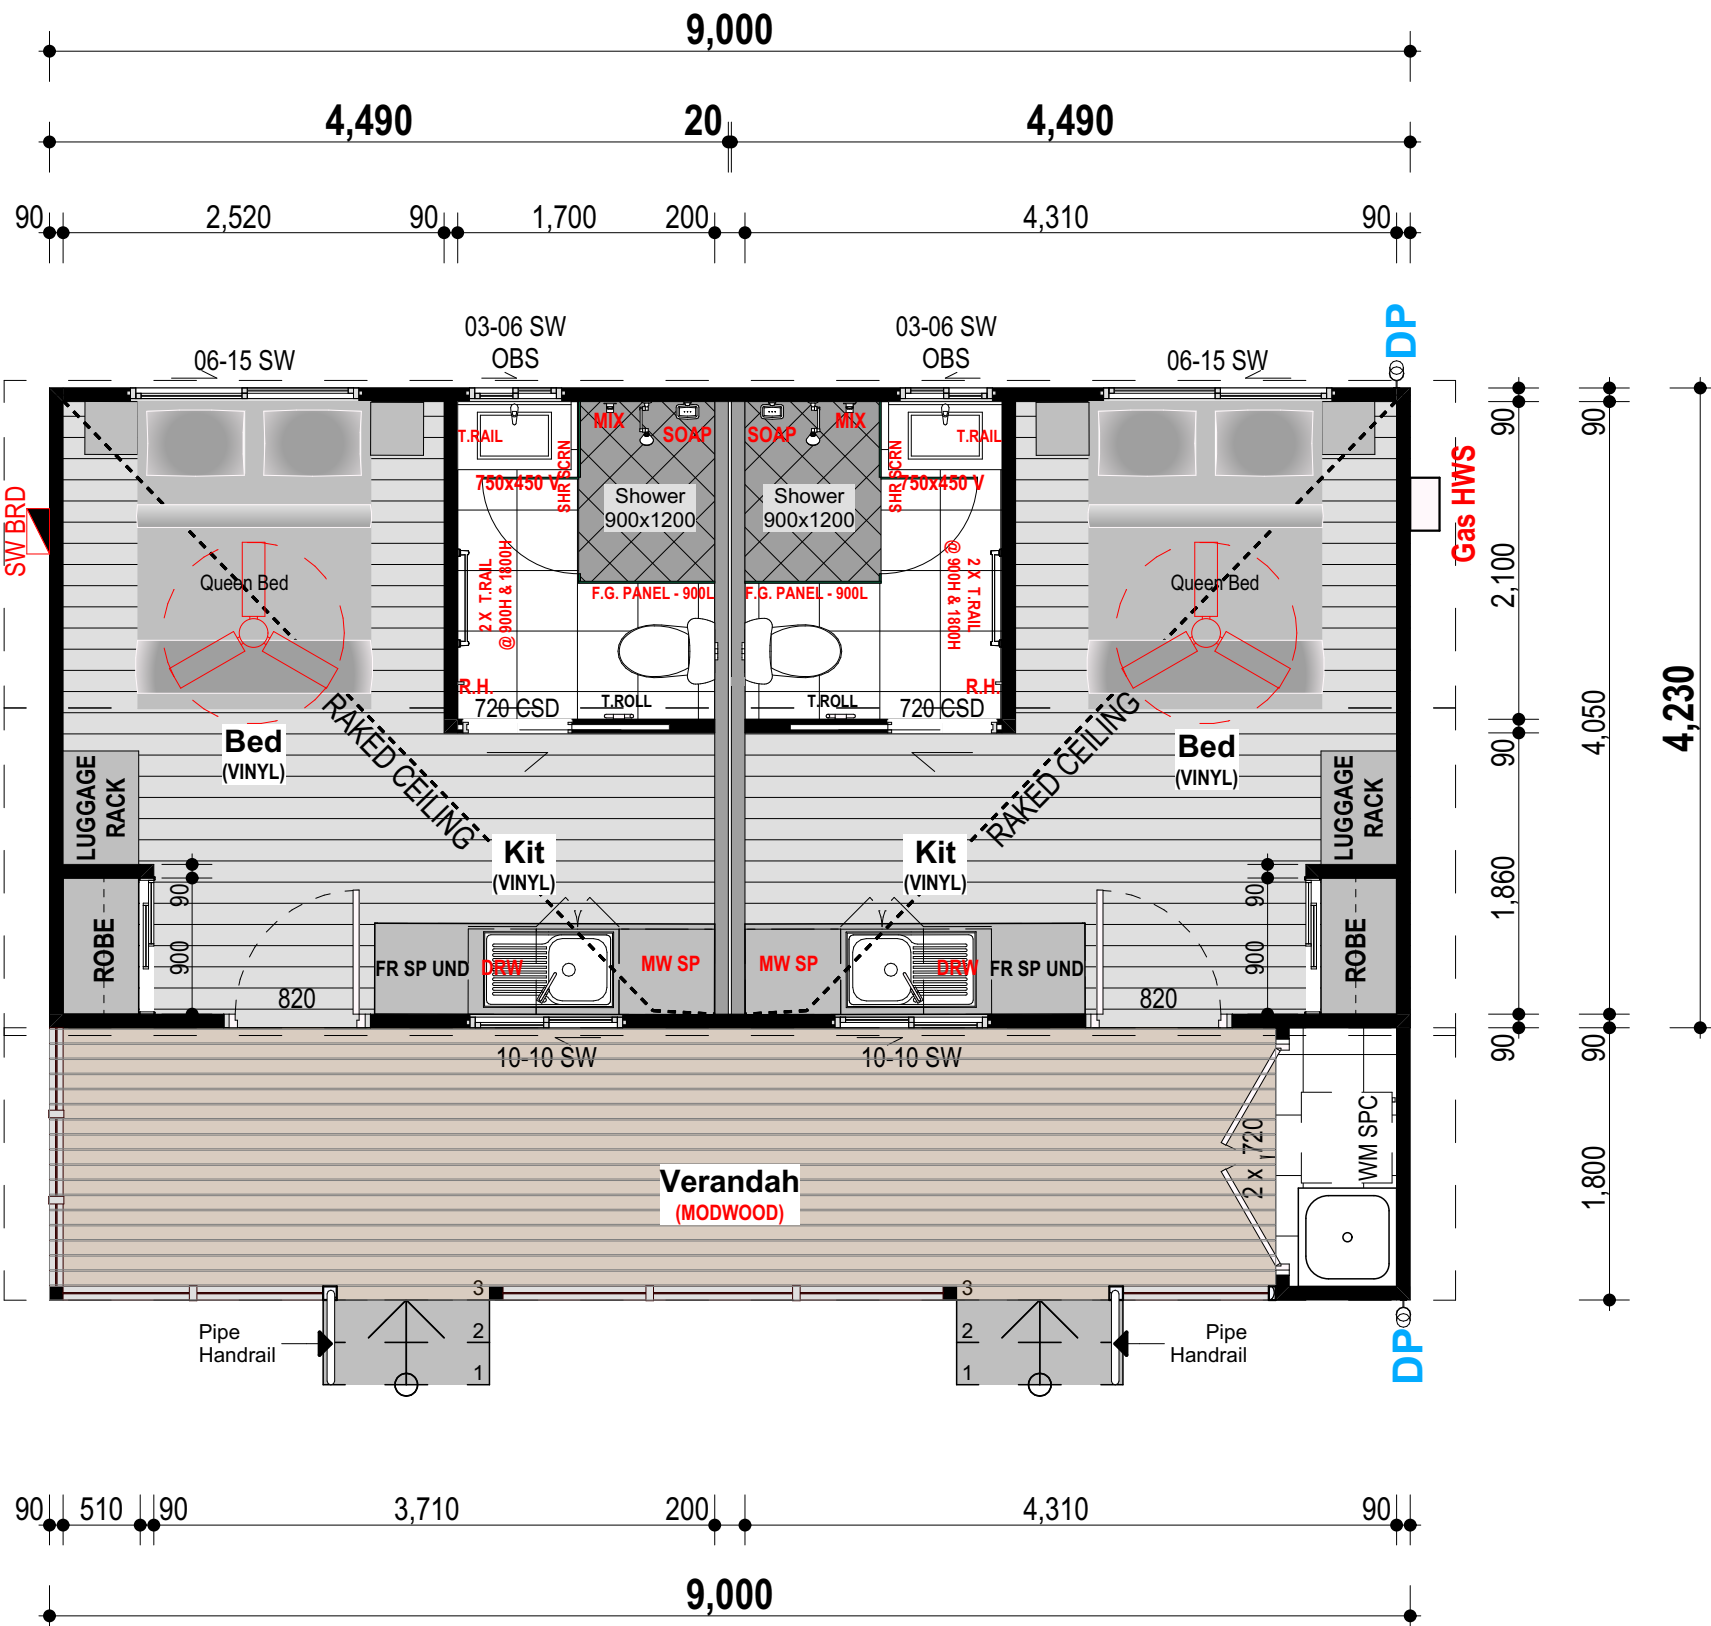 9,000
4,490 20 4,490
90 2,520 90 1,700 200 4,310 90
03-06 SW
OBS
03-06 SW
OBS
06-15 SW
06-15 SW
DP
T.RAIL
MIX
SOAP
SOAP
MIX
T.RAIL
SHR SCRN
SHR SCRN
750x450 V
750x450 V
Shower
900x1200
Shower
900x1200
SW BRD
Gas HWS
Queen Bed
Queen Bed
2 X T.RAIL
@ 900H & 1800H
2 X T.RAIL
@ 900H & 1800H
F.G. PANEL - 900L
F.G. PANEL - 900L
R.H.
R.H.
720 CSD
T.ROLL
T.ROLL
720 CSD
Bed
(VINYL)
Bed
(VINYL)
RAKED CEILING
RAKED CEILING
LUGGAGE
RACK
LUGGAGE
RACK
Kit
(VINYL)
Kit
(VINYL)
ROBE
90
900
820
FR SP UND
DRW
MW SP
MW SP
DRW
FR SP UND
820
90
900
ROBE
10-10 SW
10-10 SW
2 x 720
WM SPC
Verandah
(MODWOOD)
3
2
1
3
2
1
Pipe
Handrail
Pipe
Handrail
DP
90
2,100
90
1,860
90
90
4,050
90
1,800
4,230
90 510 90 3,710 200 4,310 90
9,000